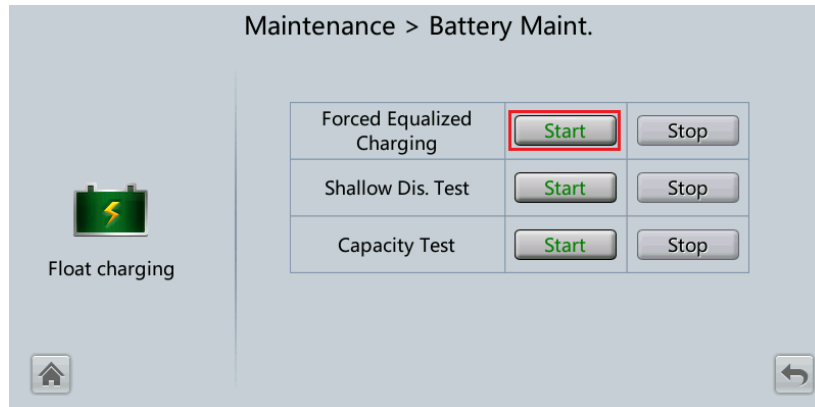 Maintenance > Battery Maint.
Forced Equalized
Charging
Start
Stop
Shallow Dis. Test
Start
Stop
Capacity Test
Start
Stop
Float charging